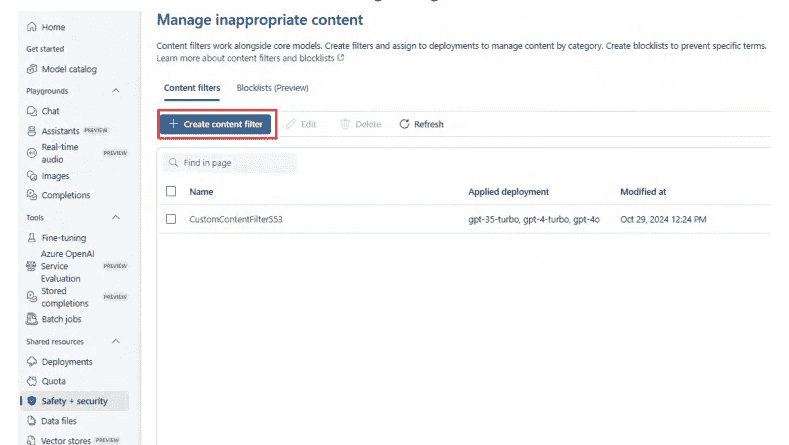 Manage inappropriate content
Content filters work alongside core models. Create filters and assign to deployments to manage content by category. Create blocklists to prevent specific terms.
Learn more about content filters and blocklists
Content filters
Blocklists (Preview)
+ Create content filter
Edit
Delete
Refresh
Find in page
Name
Applied deployment
Modified at
CustomContentFilter553
gpt-35-turbo, gpt-4-turbo, gpt-4o
Oct 29, 2024 12:24 PM
Home
Get started
Model catalog
Playgrounds
Chat
Assistants PREVIEW
Real-time
audio
PREVIEW
Images
Completions
Tools
Fine-tuning
Azure OpenAI
Service
Evaluation
PREVIEW
Stored
completions
PREVIEW
Batch jobs
Shared resources
Deployments
Quota
Safety + security
Data files
Vector stores PREVIEW